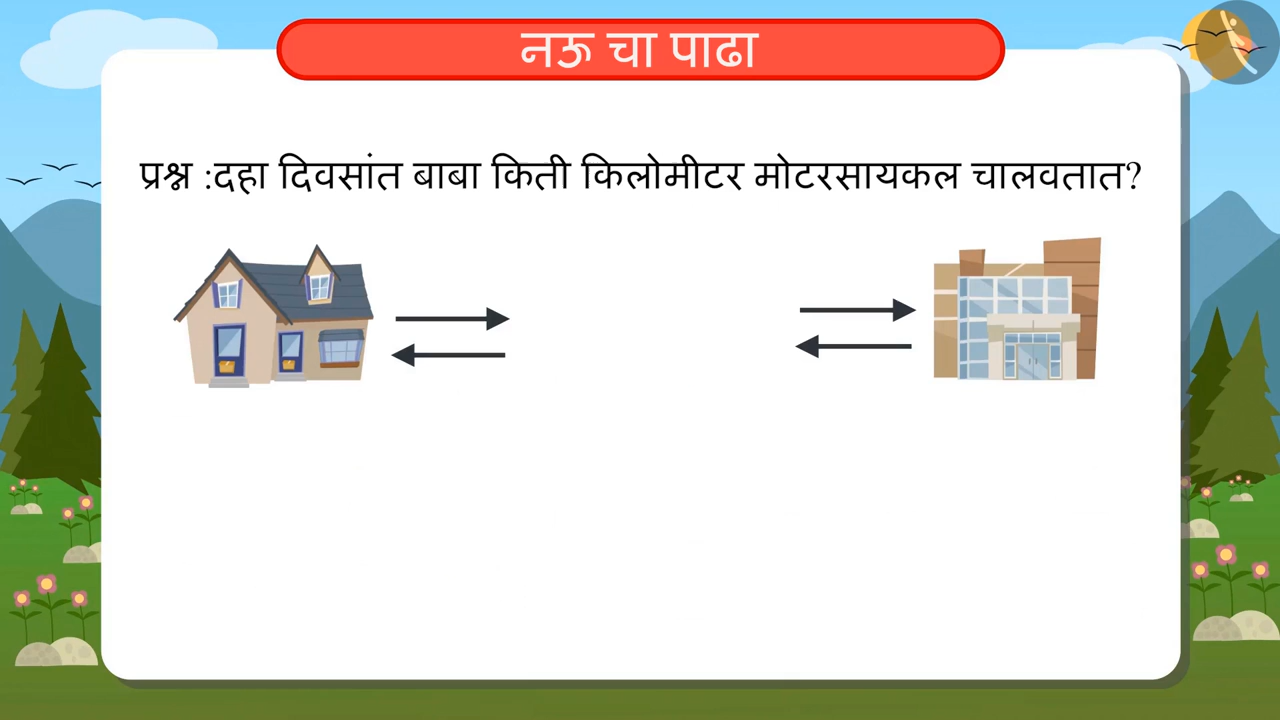 नऊ चा पाढा
प्रश्न :दहा दिवसांत बाबा किती किलोमीटर मोटरसायकल चालवतात?